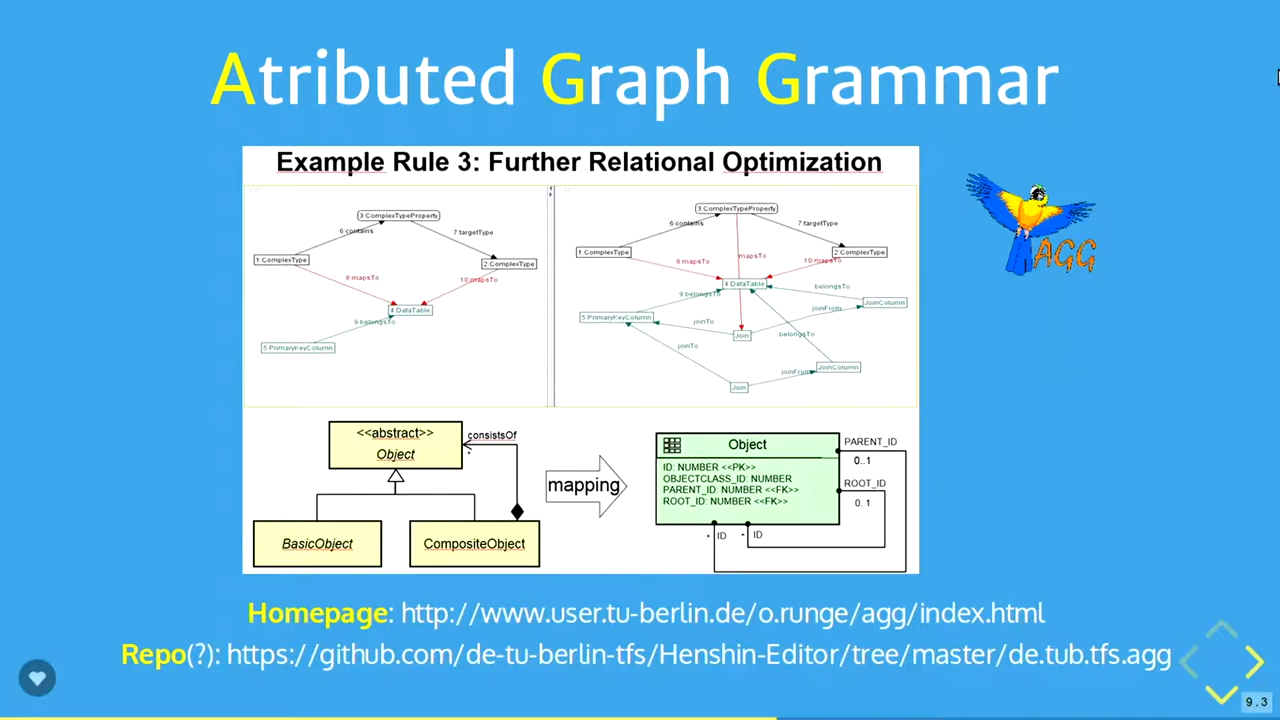 Atributed Graph Grammar
Example Rule 3: Further Relational Optimization
3:ComplexTypeProperty
6:contains
7:targetType
1:ComplexType
2:ComplexType
8:mapsTo
10:mapsTo
4:DataTable
9:belongsTo
5:PrimaryKeyColumn
3:ComplexTypeProperty
6:contains
7:targetType
1:ComplexType
2:ComplexType
8:mapsTo
mapsTo
10:mapsTo
4:DataTable
belongsTo
9:belongsTo
JoinColumn
joinFrom
5:PrimaryKeyColumn
joinTo
Join
belongsTo
joinTo
JoinColumn
joinFrom
Join
AGG
<<abstract>>
Object
consistsOf
*
BasicObject
CompositeObject
mapping
Object
ID: NUMBER <<PK>>
OBJECTCLASS_ID: NUMBER
PARENT_ID: NUMBER <<FK>>
ROOT_ID: NUMBER <<FK>>
PARENT_ID
0..1
ROOT_ID
0..1
* ID
* ID
Homepage: http://www.user.tu-berlin.de/o.runge/agg/index.html
Repo(?): https://github.com/de-tu-berlin-tfs/Henshin-Editor/tree/master/de.tub.tfs.agg
9.3